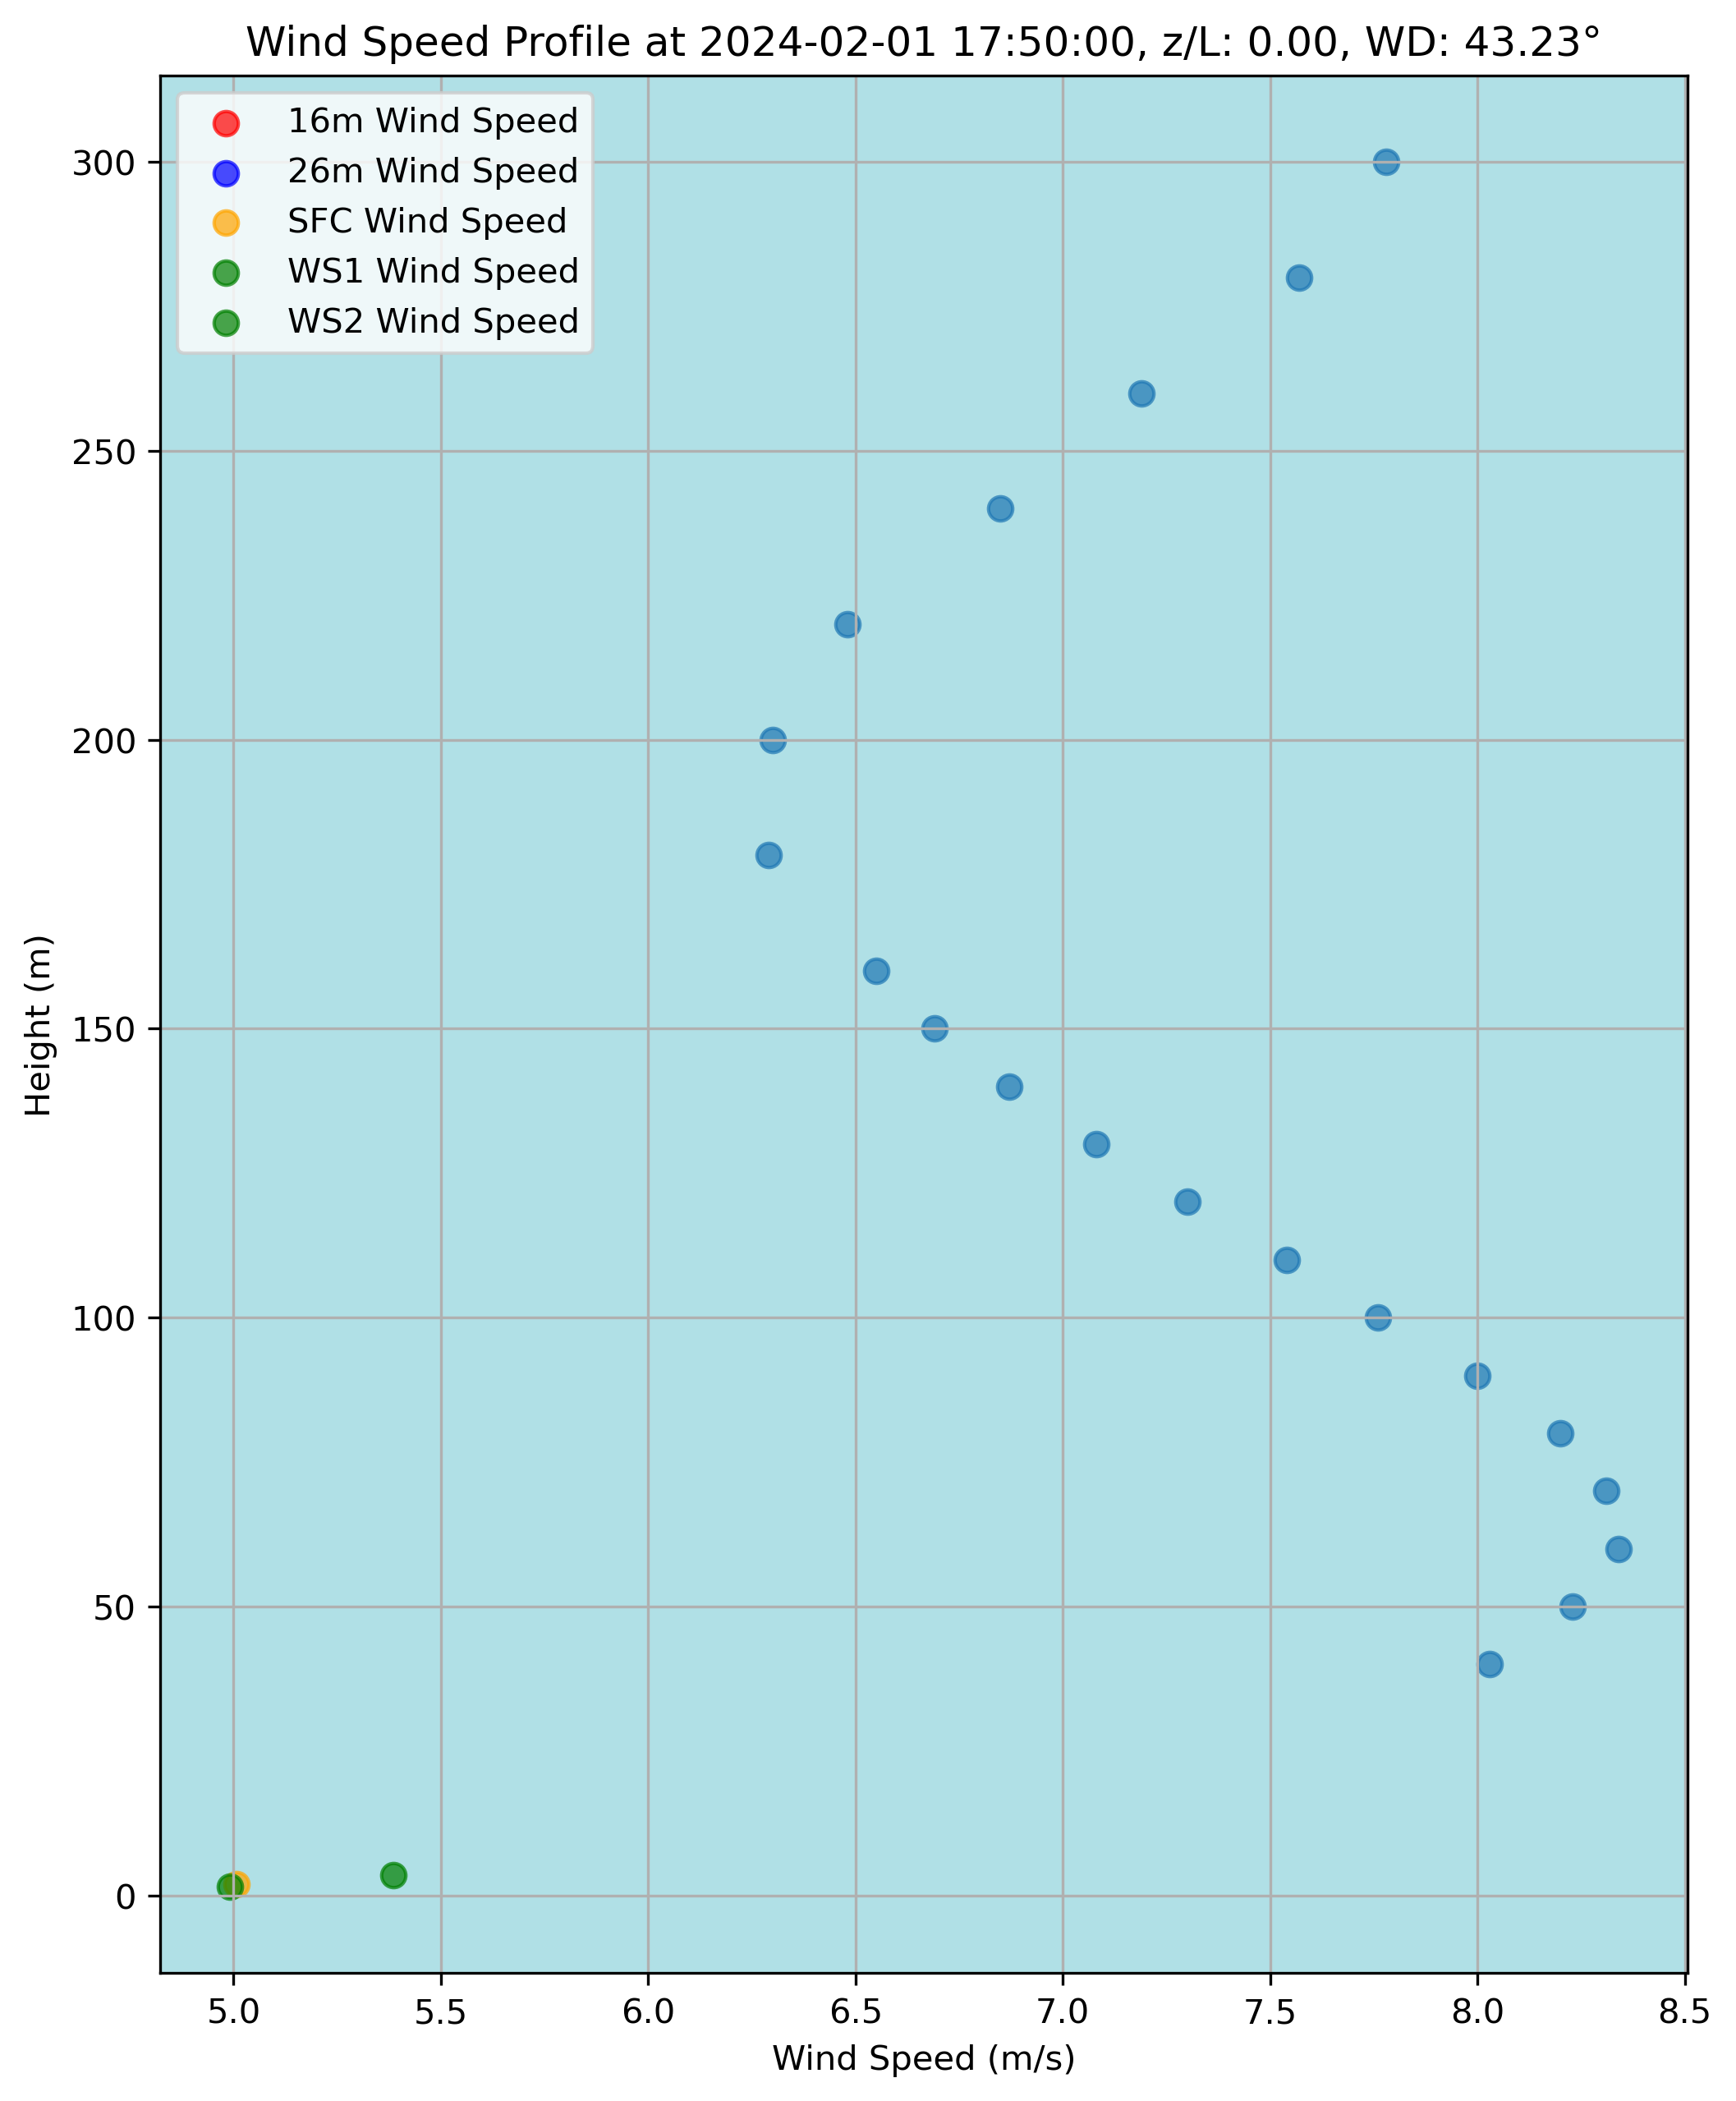 Wind Speed Profile at 2024-02-01 17:50:00, z/L: 0.00, WD: 43.23°
16m Wind Speed
26m Wind Speed
SFC Wind Speed
WS1 Wind Speed
WS2 Wind Speed
300
250
200
150
100
50
0
Height (m)
5.0 5.5 6.0 6.5 7.0 7.5 8.0 8.5
Wind Speed (m/s)